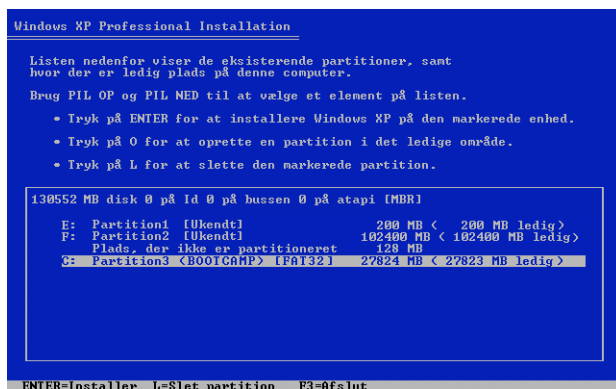 Windows XP Professional Installation
Listen nedenfor viser de eksisterende partitioner, samt
hvor der er ledig plads på denne computer.
Brug PIL OP og PIL NED til at vælge et element på listen.
• Tryk på ENTER for at installere Windows XP på den markerede enhed.
• Tryk på O for at oprette en partition i det ledige område.
• Tryk på L for at slette den markerede partition.
130552 MB disk 0 på Id 0 på bussen 0 på atapi [MBR]
E: Partition1 [Ukendt] 200 MB ( 200 MB ledig)
F: Partition2 [Ukendt] 102400 MB ( 102400 MB ledig)
Plads, der ikke er partitioneret 128 MB
C: Partition3 (BOOTCAMP) [FAT32] 27824 MB ( 27823 MB ledig)
ENTER=Installer L=Slet partition F3=Afslut